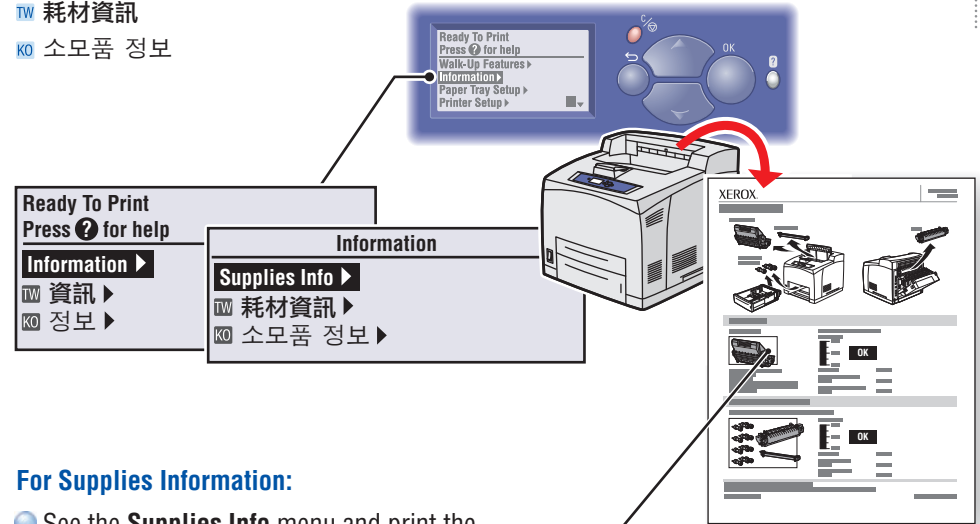 TW 耗材資訊
KO 소모품 정보
Ready To Print
Press ? for help
Walk-Up Features
Information
Paper Tray Setup
Printer Setup
C/
OK
?
Ready To Print
Press ? for help
Information
TW 資訊
KO 정보
Information
Supplies Info
TW 耗材資訊
KO 소모품 정보
XEROX.
OK
OK
For Supplies Information:
See the Supplies Info menu and print the